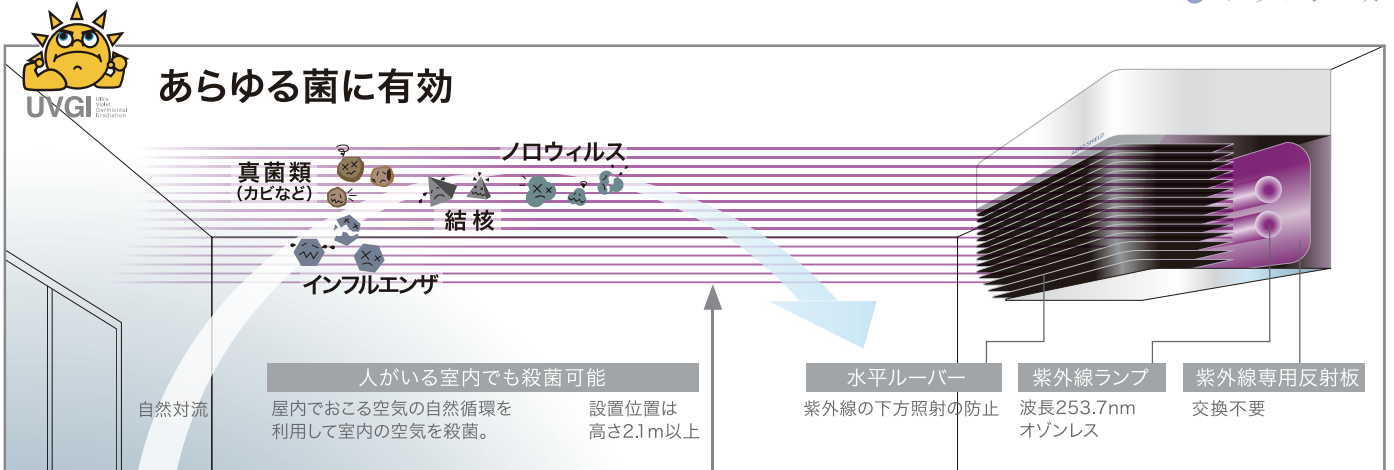 あらゆる菌に有効
UVGI
Ultra
Violet
Germicidal
Irradiation
真菌類
(カビなど)
ノロウィルス
結核
インフルエンザ
人がいる室内でも殺菌可能
水平ルーバー
紫外線ランプ
紫外線専用反射板
自然対流
屋内でおこる空気の自然循環を
利用して室内の空気を殺菌。
設置位置は
高さ2.1m以上
紫外線の下方照射の防止
波長253.7nm
オゾンレス
交換不要